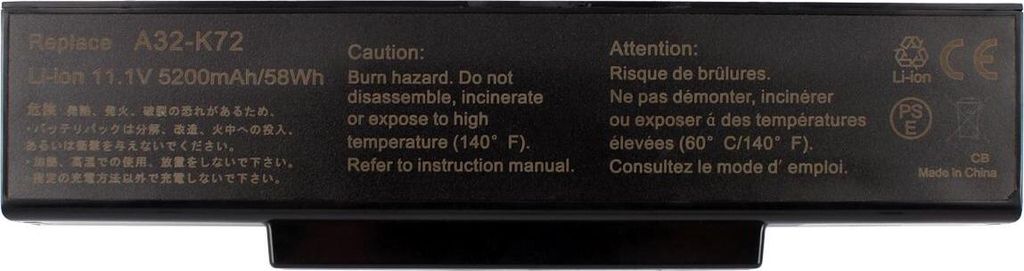 Replace A32-K72
Li-ion 11.1V 5200mAh/58Wh
危険 発熱、発火、破裂の恐れがあるため、
・バッテリパックは分解、改造、火中への投入、
あるいは衝撃を与えないでください。
・加熱、高温での使用、放置をしないで下さい。
・指定の充電方法以外で充電しないで下さい。
Caution:
Burn hazard. Do not
disassemble, incinerate
or expose to high
temperature (140° F).
Refer to instruction manual.
Attention:
Risque de brûlures.
Ne pas démonter, incinérer
ou exposer á des températures
élevées (60° C/140° F).
Consultez le mode d' emploi.
Li-ion
CE
PS
E
CB
Made in China